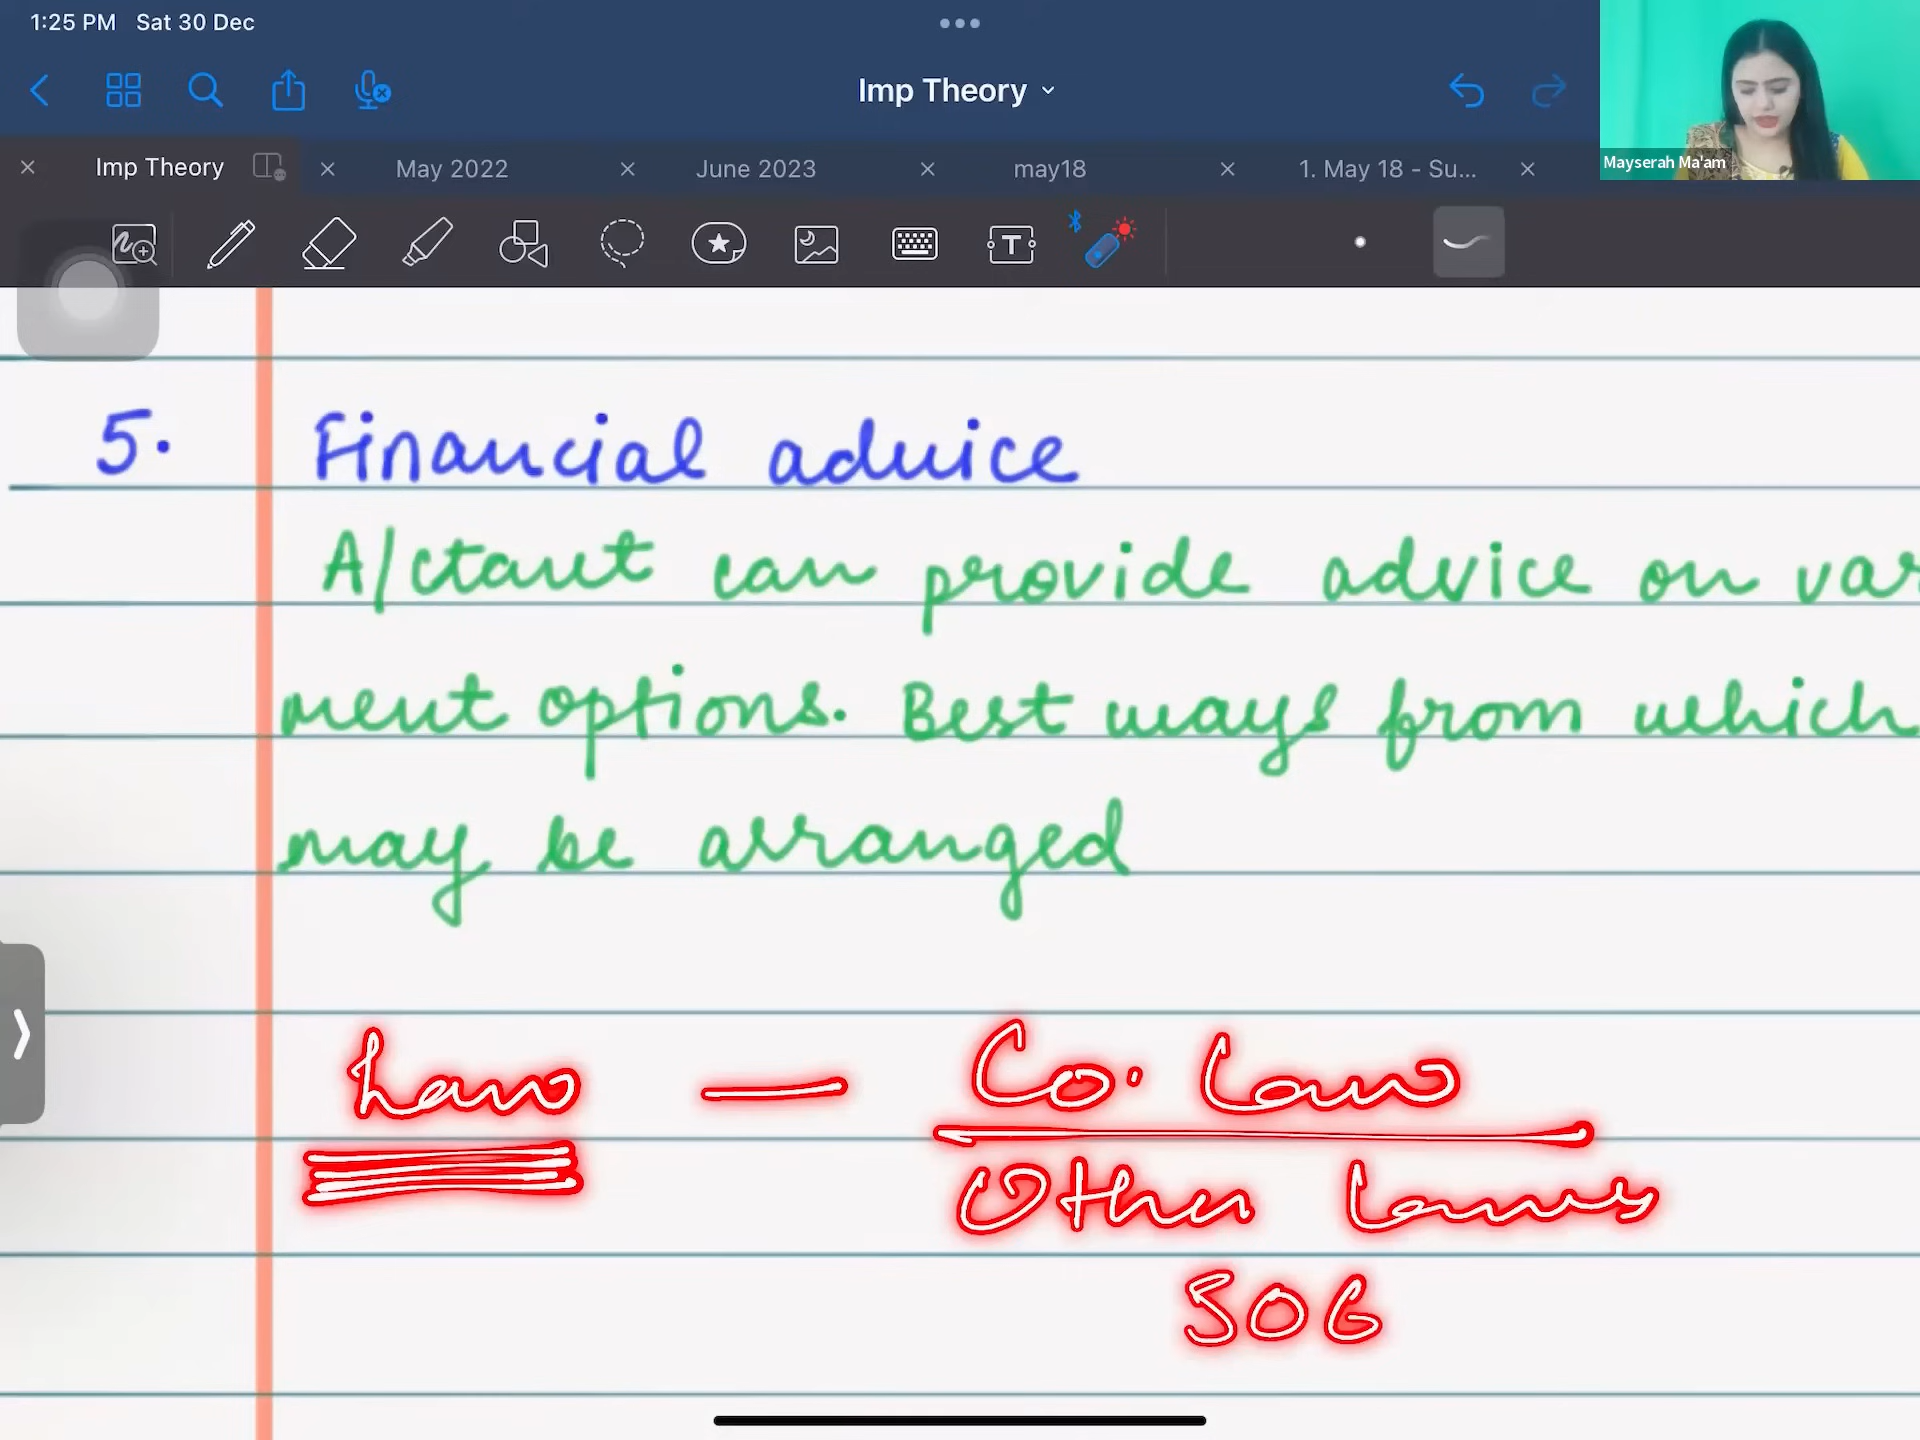 1:25 PM Sat 30 Dec
Imp Theory
Mayserah Ma'am
Imp Theory May 2022 June 2023 may18 1. May 18 - Su...
T
5. Financial advice
A/ctant can provide advice on var
ment options. Best ways from which
may be arranged
Law — Co. Law
Other Laws
SOG